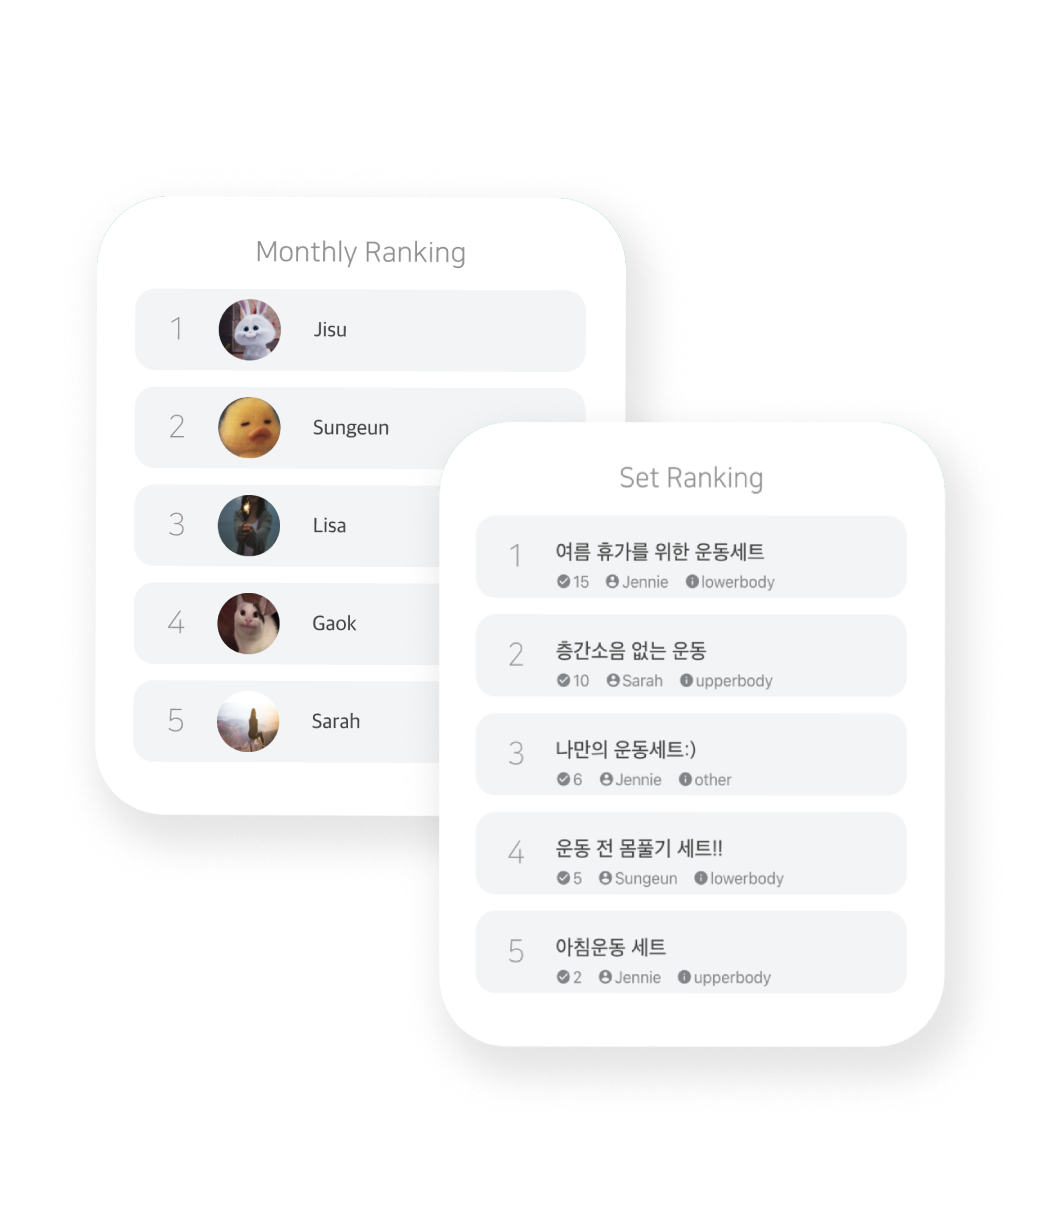 Monthly Ranking
1 Jisu
2 Sungeun
3 Lisa
4 Gaok
5 Sarah
Set Ranking
1 여름 휴가를 위한 운동세트
15 Jennie lowerbody
2 층간소음 없는 운동
10 Sarah upperbody
3 나만의 운동세트:)
6 Jennie other
4 운동 전 몸풀기 세트!!
5 Sungeun lowerbody
5 아침운동 세트
2 Jennie upperbody